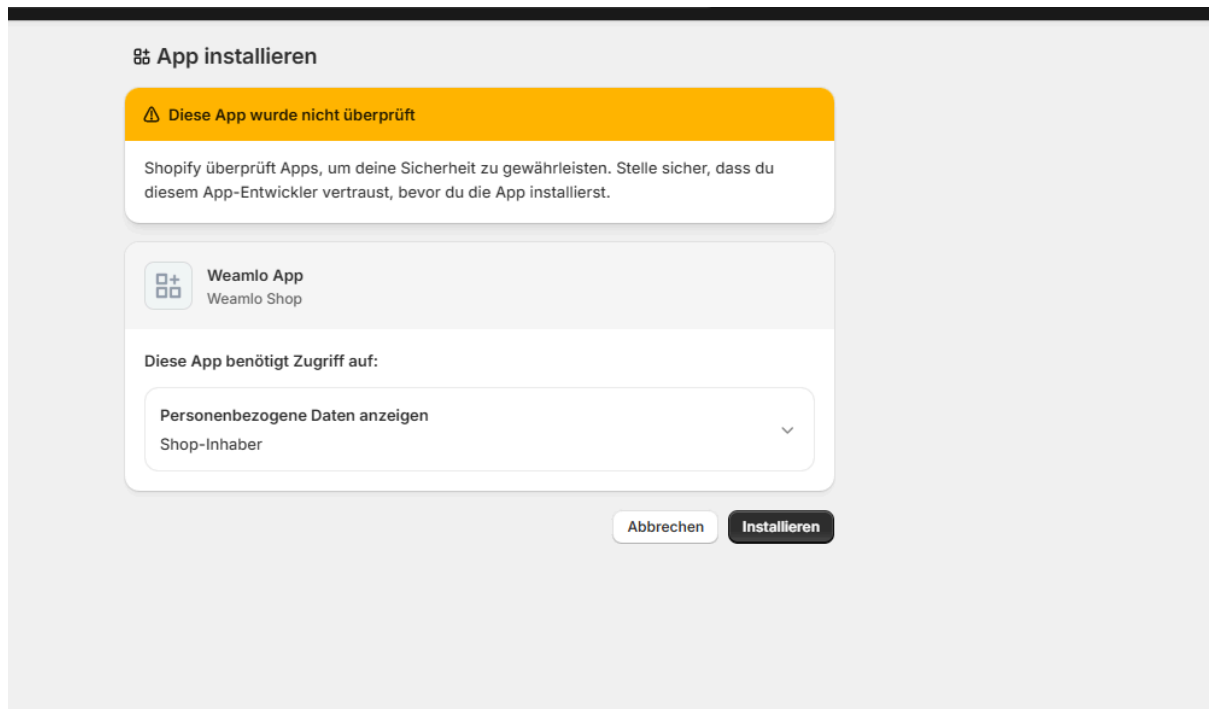 App installieren
Diese App wurde nicht überprüft
Shopify überprüft Apps, um deine Sicherheit zu gewährleisten. Stelle sicher, dass du
diesem App-Entwickler vertraust, bevor du die App installierst.
Weamlo App
Weamlo Shop
Diese App benötigt Zugriff auf:
Personenbezogene Daten anzeigen
Shop-Inhaber
Abbrechen
Installieren